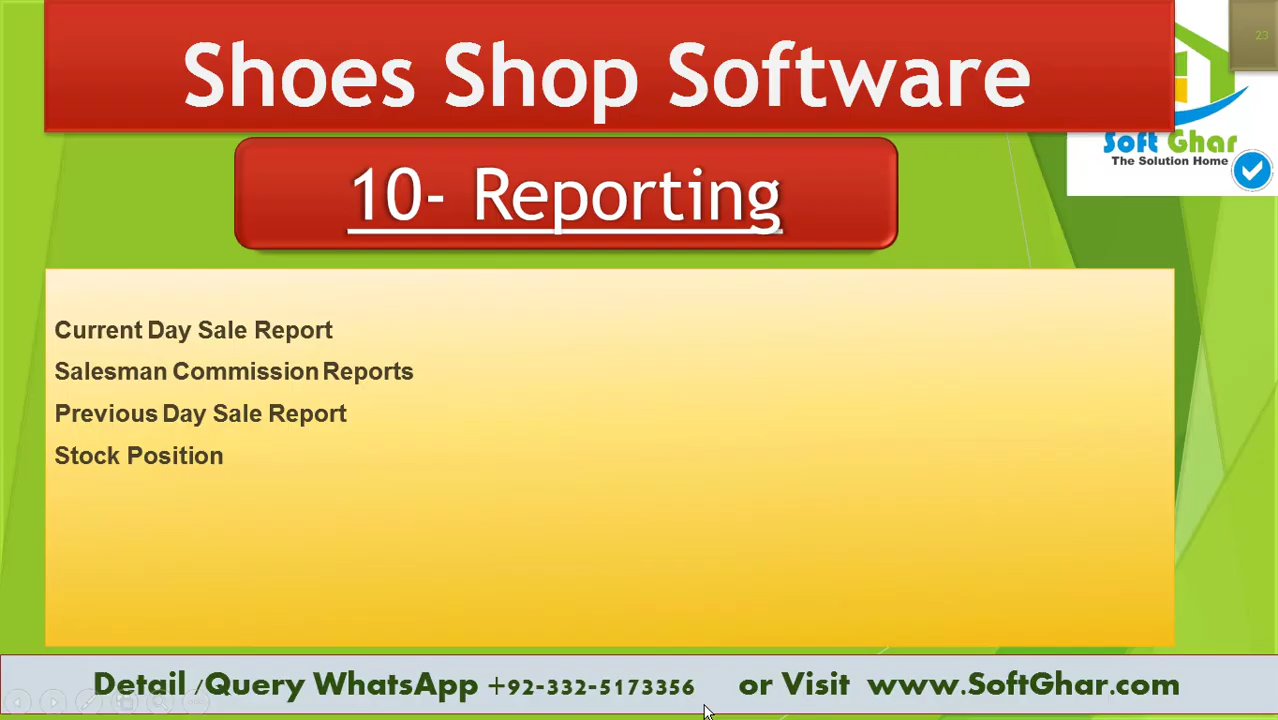 Shoes Shop Software
23
Soft Ghar
The Solution Home
10- Reporting
Current Day Sale Report
Salesman Commission Reports
Previous Day Sale Report
Stock Position
Detail /Query WhatsApp +92-332-5173356 or Visit www.SoftGhar.com